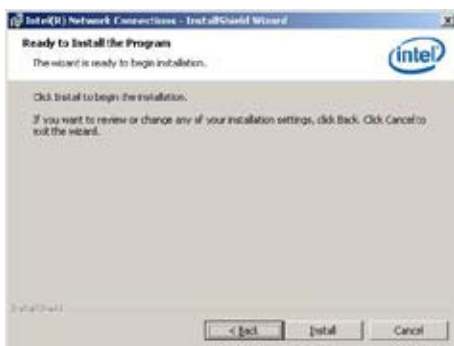 Intel(R) Network Connections - InstallShield Wizard
Ready to Install the Program
The wizard is ready to begin installation.
intel
Click Install to begin the installation.
If you want to review or change any of your installation settings, click Back. Click Cancel to
exit the wizard.
InstallShield
< Back
Install
Cancel